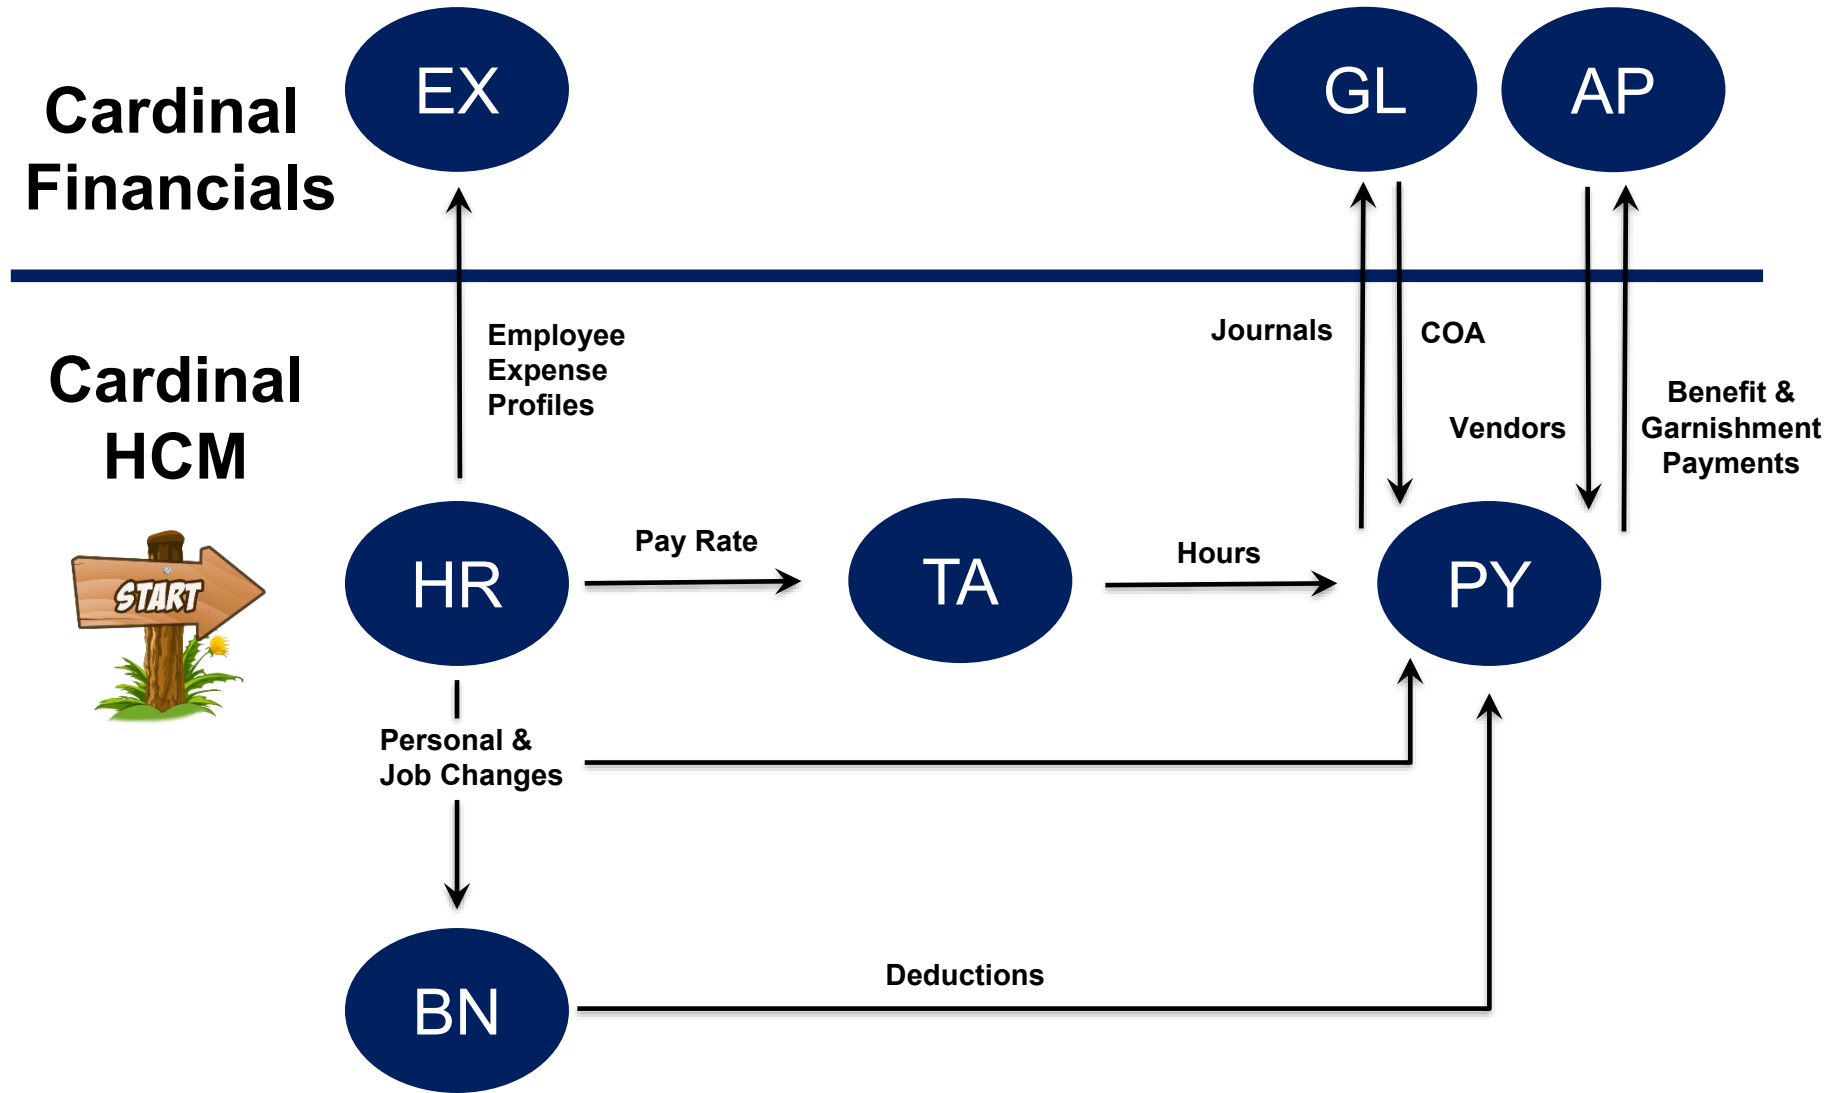 Cardinal
Financials
EX
GL
AP
Employee
Expense
Profiles
Journals
COA
Vendors
Benefit &
Garnishment
Payments
Cardinal
HCM
START
HR
Pay Rate
TA
Hours
PY
Personal &
Job Changes
BN
Deductions